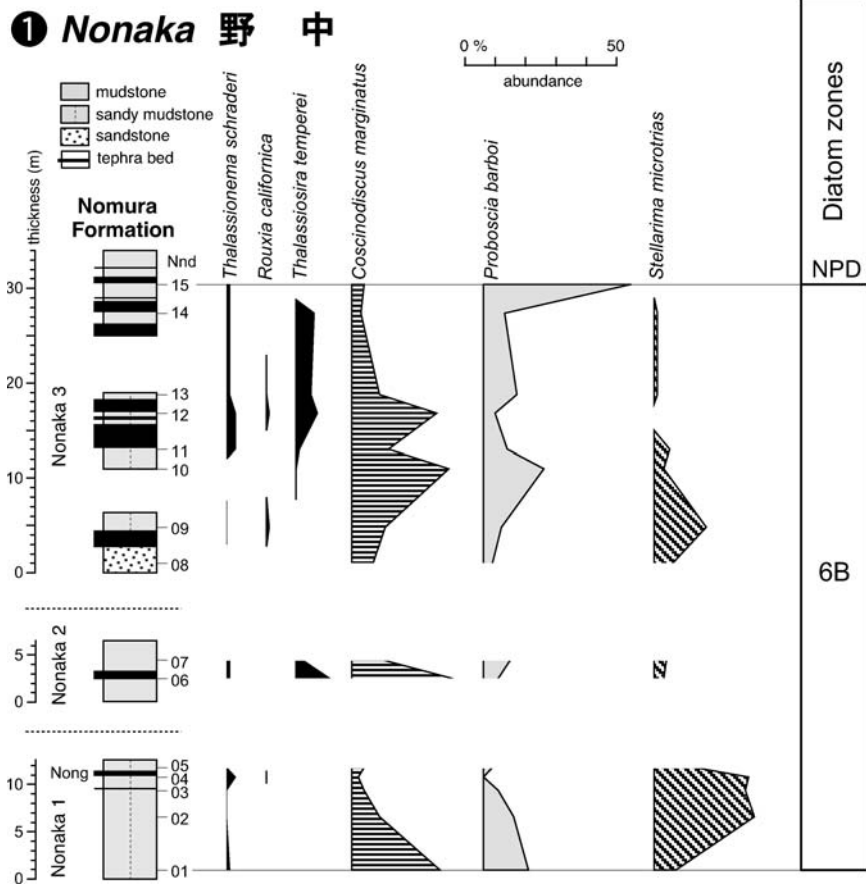 1 Nonaka 野 中
0 % 50
abundance
mudstone
sandy mudstone
sandstone
tephra bed
thickness (m)
Nomura
Formation
Thalassionema schraderi
Rouxia californica
Thalassiosira temperei
Coscinodiscus marginatus
Proboscia barboi
Stellarima microtrias
Diatom zones
NPD
6B
Nonaka 3
30
20
10
0
Nnd
15
14
13
12
11
10
09
08
Nonaka 2
5
0
07
06
Nonaka 1
10
5
0
Nong
05
04
03
02
01